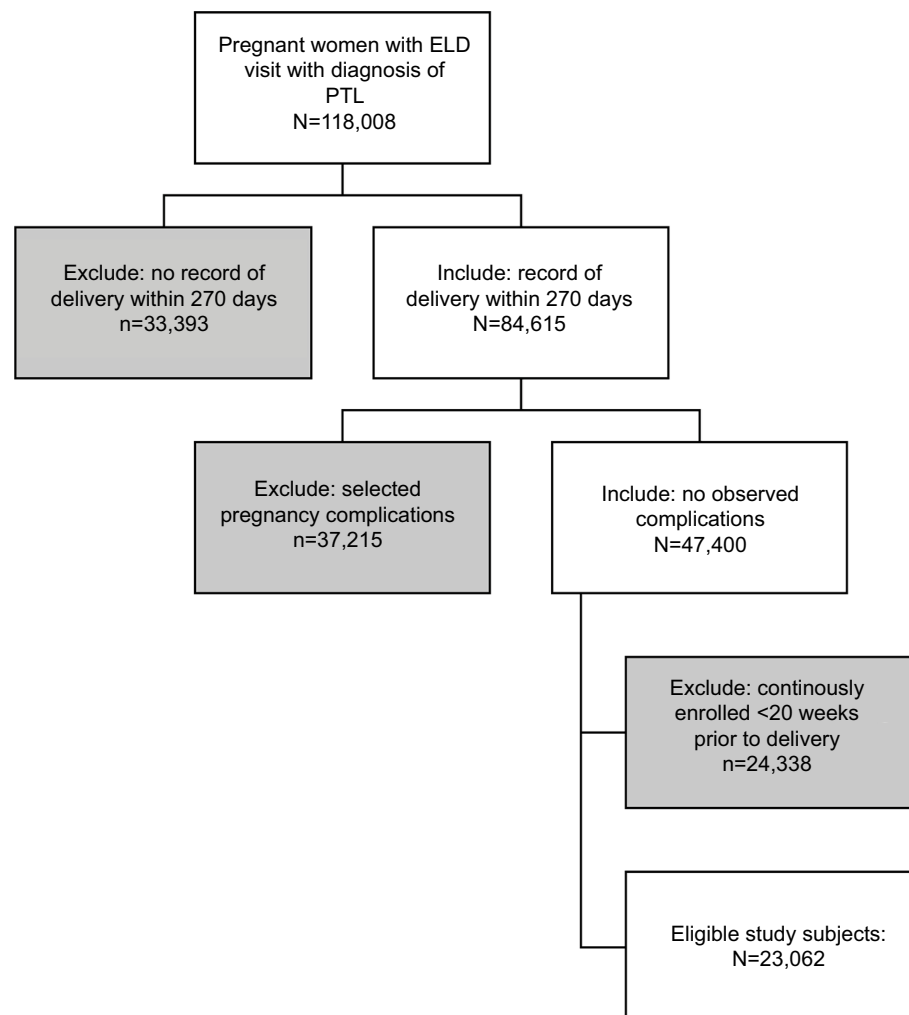 Pregnant women with ELD
visit with diagnosis of
PTL
N=118,008
Exclude: no record of
delivery within 270 days
n=33,393
Include: record of
delivery within 270 days
N=84,615
Exclude: selected
pregnancy complications
n=37,215
Include: no observed
complications
N=47,400
Exclude: continously
enrolled <20 weeks
prior to delivery
n=24,338
Eligible study subjects:
N=23,062